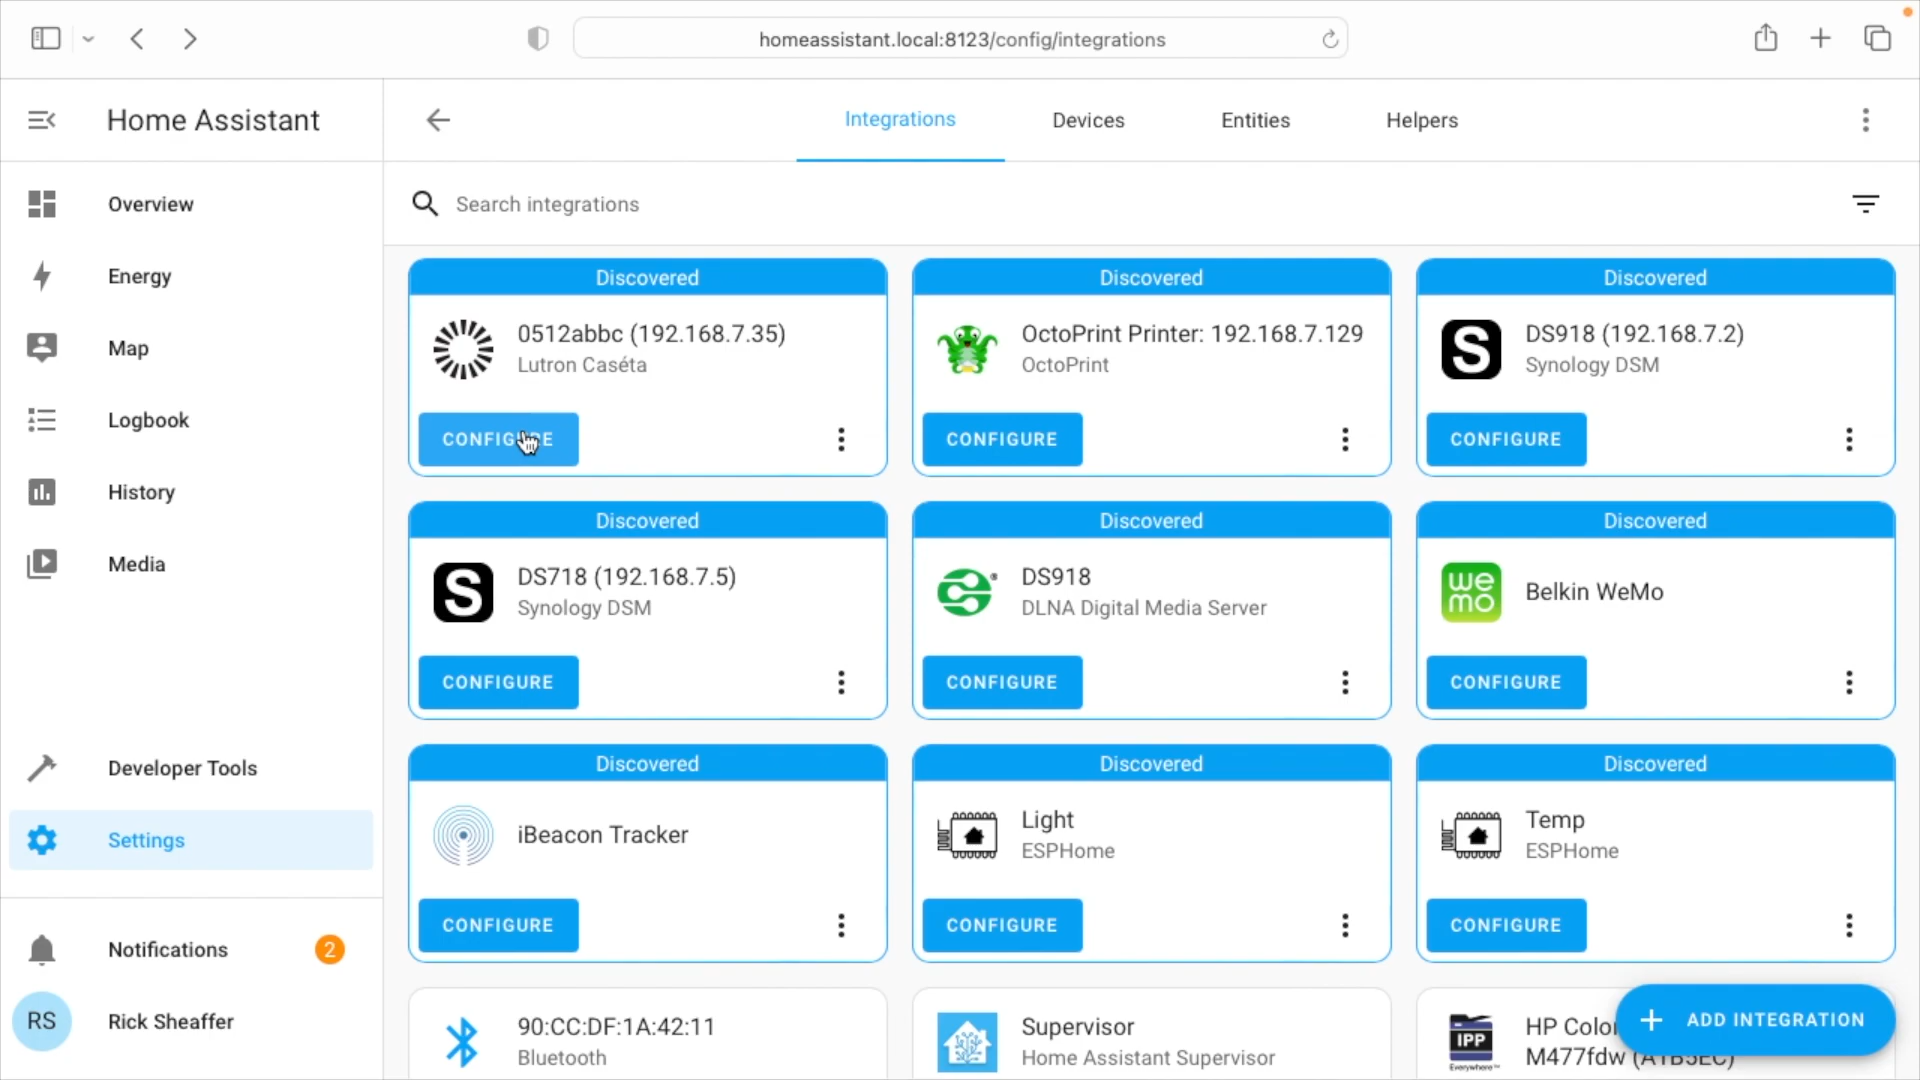 homeassistant.local:8123/config/integrations
Home Assistant
Integrations
Devices
Entities
Helpers
Overview
Energy
Map
Logbook
History
Media
Developer Tools
Settings
Notifications
2
RS
Rick Sheaffer
Search integrations
Discovered
0512abbc (192.168.7.35)
Lutron Caséta
CONFIGURE
Discovered
OctoPrint Printer: 192.168.7.129
OctoPrint
CONFIGURE
Discovered
S
DS918 (192.168.7.2)
Synology DSM
CONFIGURE
Discovered
S
DS718 (192.168.7.5)
Synology DSM
CONFIGURE
Discovered
DS918
DLNA Digital Media Server
CONFIGURE
Discovered
we
mo
Belkin WeMo
CONFIGURE
Discovered
iBeacon Tracker
CONFIGURE
Discovered
Light
ESPHome
CONFIGURE
Discovered
Temp
ESPHome
CONFIGURE
90:CC:DF:1A:42:11
Bluetooth
Supervisor
Home Assistant Supervisor
IPP
Everywhere
HP Color
M477fdw (A1B5EC)
ADD INTEGRATION